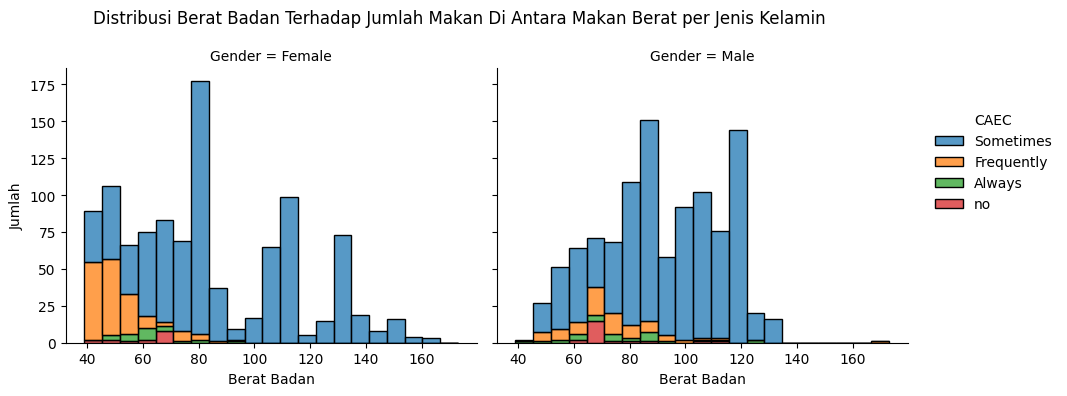 Distribusi Berat Badan Terhadap Jumlah Makan Di Antara Makan Berat per Jenis Kelamin
Gender = Female
Gender = Male
175
150
125
100
75
50
25
0
Jumlah
40 60 80 100 120 140 160
Berat Badan
40 60 80 100 120 140 160
Berat Badan
CAEC
Sometimes
Frequently
Always
no